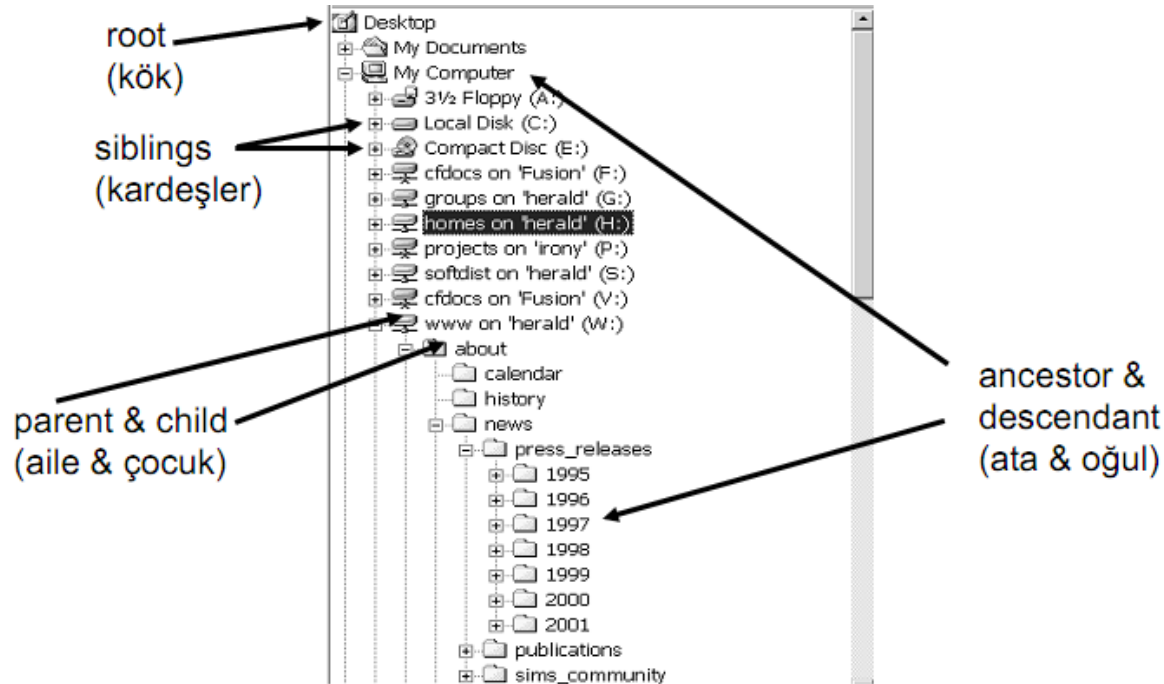 root
(kök)
siblings
(kardeşler)
parent & child
(aile & çocuk)
Desktop
My Documents
My Computer
3½ Floppy (A:)
Local Disk (C:)
Compact Disc (E:)
cfdocs on 'Fusion' (F:)
groups on 'herald' (G:)
homes on 'herald' (H:)
projects on 'irony' (P:)
softdist on 'herald' (S:)
cfdocs on 'Fusion' (V:)
www on 'herald' (W:)
about
calendar
history
news
press_releases
1995
1996
1997
1998
1999
2000
2001
publications
sims_community
ancestor &
descendant
(ata & oğul)